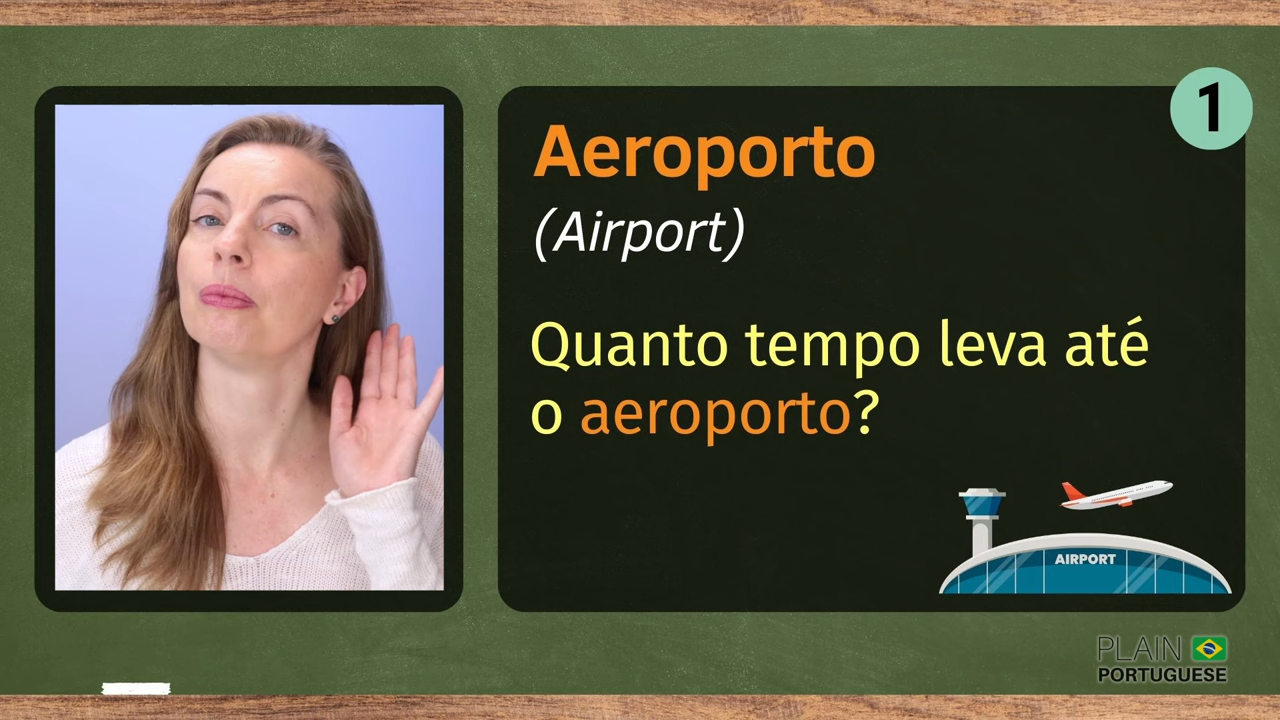 1
Aeroporto
(Airport)
Quanto tempo leva até
o aeroporto?
AIRPORT
PLAIN
PORTUGUESE